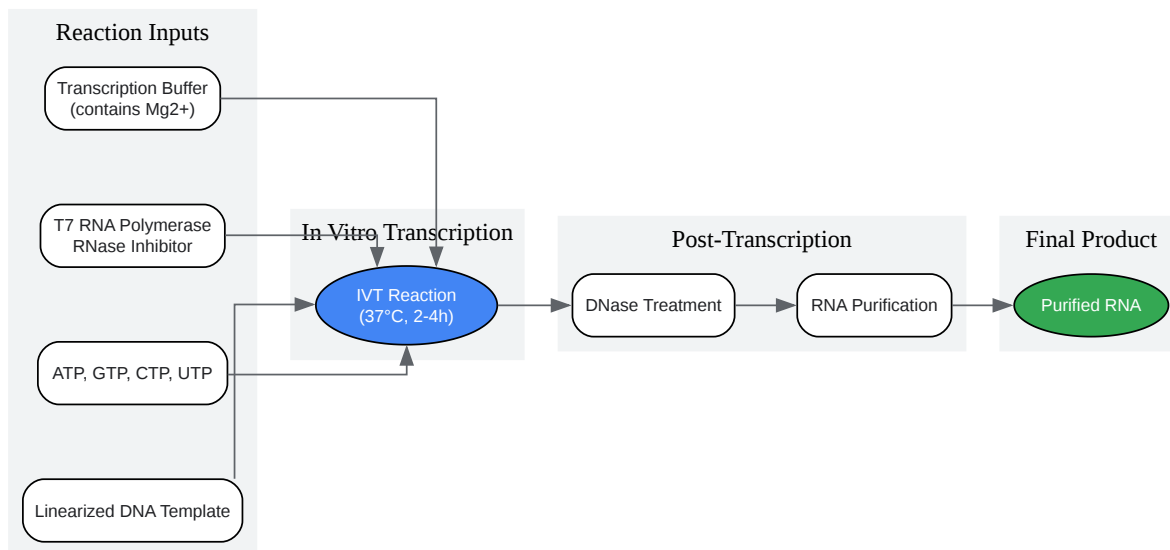 Reaction Inputs
Transcription Buffer
(contains Mg2+)
T7 RNA Polymerase
RNase Inhibitor
ATP, GTP, CTP, UTP
Linearized DNA Template
In Vitro Transcription
IVT Reaction
(37°C, 2-4h)
Post-Transcription
DNase Treatment
RNA Purification
Final Product
Purified RNA